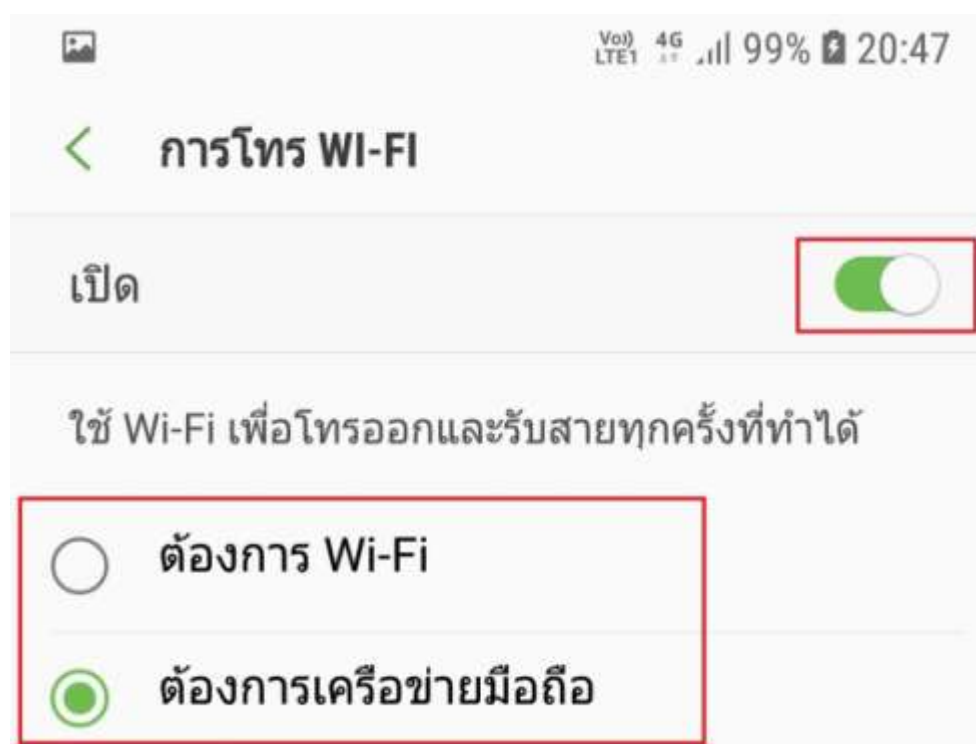 Vo)) LTE1 4G 99% 20:47
การโทร WI-FI
เปิด
ใช้ Wi-Fi เพื่อโทรออกและรับสายทุกครั้งที่ทำได้
ต้องการ Wi-Fi
ต้องการเครือข่ายมือถือ